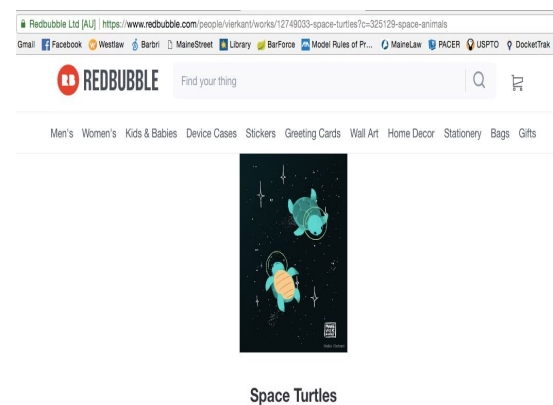 Redbubble Ltd [AU] https://www.redbubble.com/people/vierkant/works/12749033-space-turtles?c=325129-space-animals
Gmail Facebook Westlaw Barbri MaineStreet Library BarForce Model Rules of Pr... MaineLaw PACER USPTO DocketTrak
RB REDBUBBLE Find your thing
Men's Women's Kids & Babies Device Cases Stickers Greeting Cards Wall Art Home Decor Stationery Bags Gifts
Space Turtles